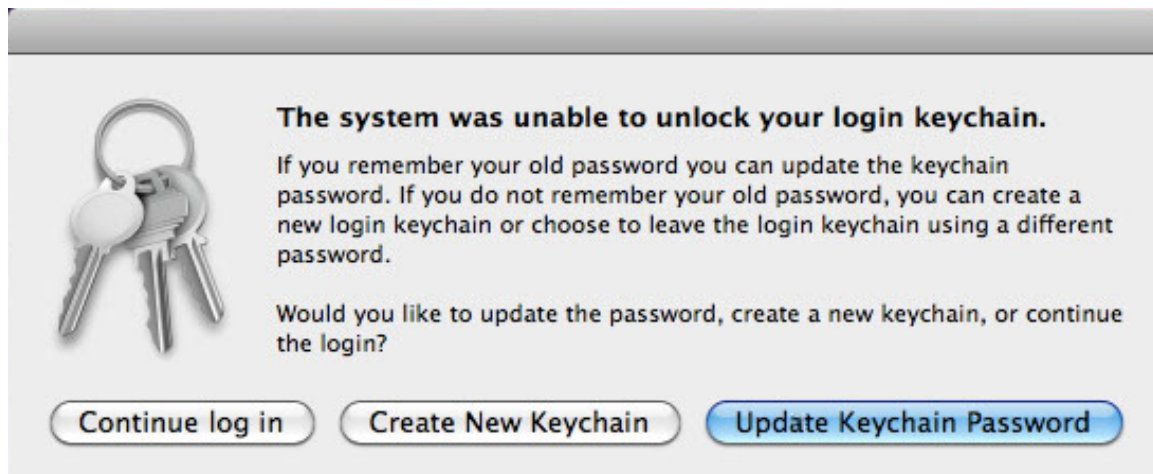 The system was unable to unlock your login keychain.
If you remember your old password you can update the keychain
password. If you do not remember your old password, you can create a
new login keychain or choose to leave the login keychain using a different
password.
Would you like to update the password, create a new keychain, or continue
the login?
Continue log in
Create New Keychain
Update Keychain Password